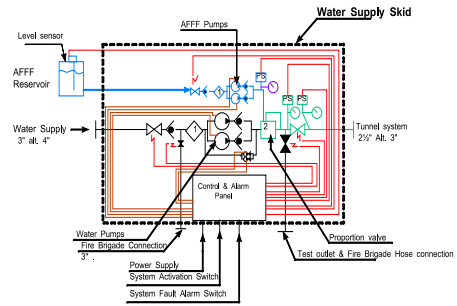 AFFF Pumps
Water Supply Skid
Level sensor
AFFF
Reservoir
PS
PS
PS
1
Water Supply
3" alt. 4"
1
2
Tunnel system
2½" Alt. 3"
Control & Alarm
Panel
Water Pumps
Fire Brigade Connection
3" .
Proportion valve
Test outlet & Fire Brigade Hose connection
Power Supply
System Activation Switch
System Fault Alarm Switch